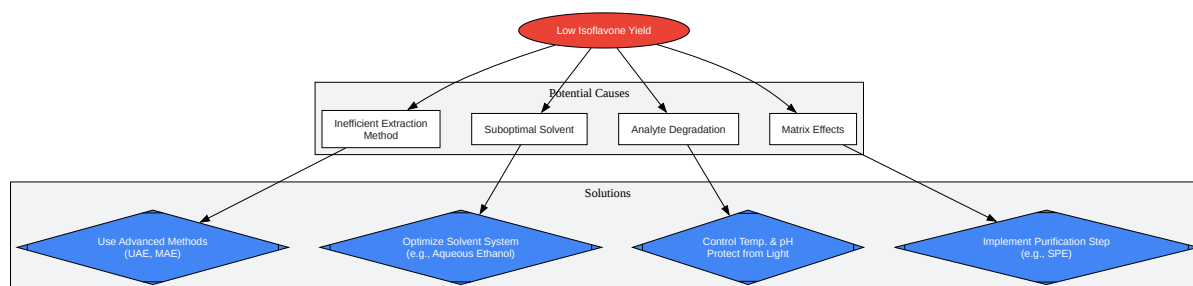 Low Isoflavone Yield
Potential Causes
Inefficient Extraction
Method
Suboptimal Solvent
Analyte Degradation
Matrix Effects
Solutions
Use Advanced Methods
(UAE, MAE)
Optimize Solvent System
(e.g., Aqueous Ethanol)
Control Temp. & pH
Protect from Light
Implement Purification Step
(e.g., SPE)